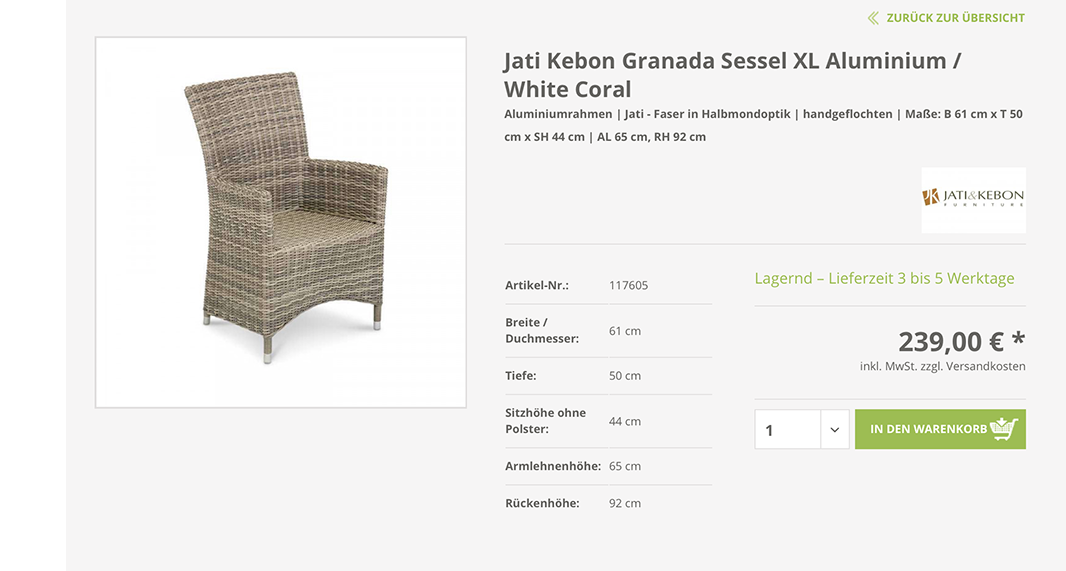 ZURÜCK ZUR ÜBERSICHT
Jati Kebon Granada Sessel XL Aluminium /
White Coral
Aluminiumrahmen | Jati - Faser in Halbmondoptik | handgeflochten | Maße: B 61 cm x T 50
cm x SH 44 cm | AL 65 cm, RH 92 cm
JATI&KEBON
FURNITURE
Artikel-Nr.: 117605
Breite /
Duchmesser: 61 cm
Tiefe: 50 cm
Sitzhöhe ohne
Polster: 44 cm
Armlehnenhöhe: 65 cm
Rückenhöhe: 92 cm
Lagernd – Lieferzeit 3 bis 5 Werktage
239,00 € *
inkl. MwSt. zzgl. Versandkosten
1
IN DEN WARENKORB